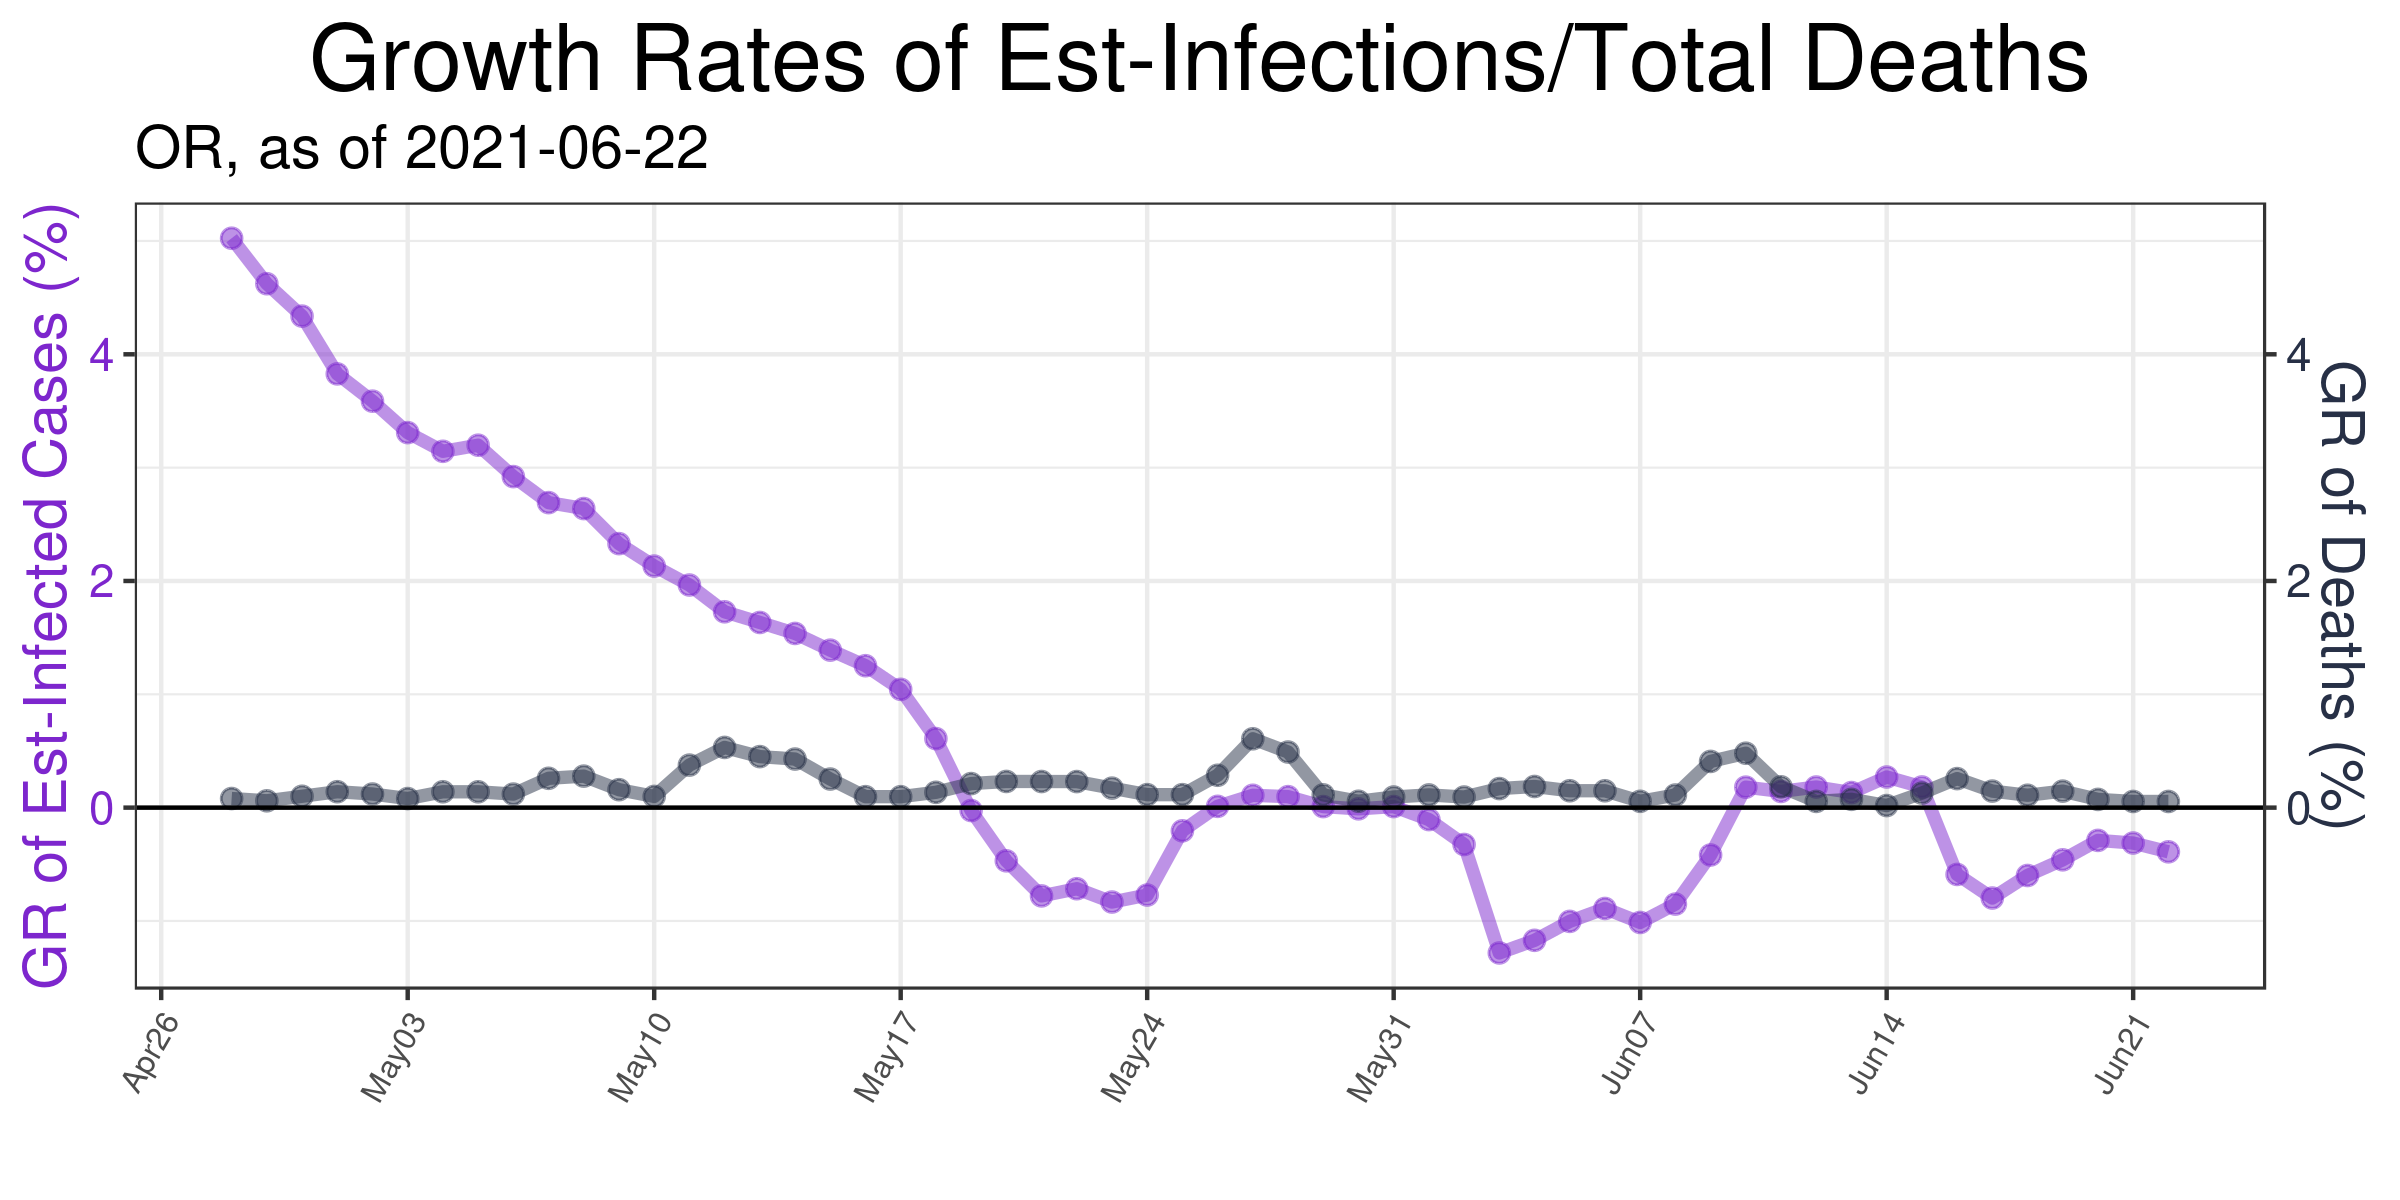 Growth Rates of Est-Infections/Total Deaths
OR, as of 2021-06-22
GR of Est-Infected Cases (%)
4
2
0
4
2
0
GR of Deaths (%)
Apr26
May03
May10
May17
May24
May31
Jun07
Jun14
Jun21